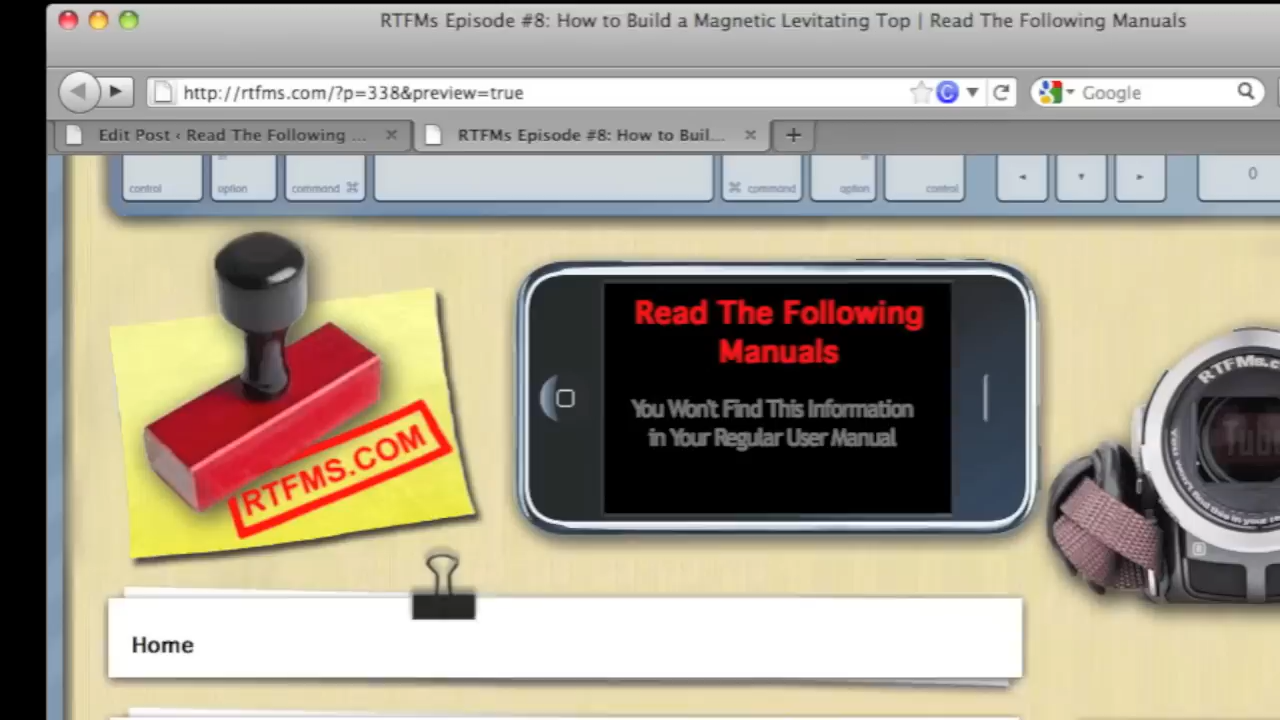 RTFMs Episode #8: How to Build a Magnetic Levitating Top | Read The Following Manuals
http://rtfms.com/?p=338&preview=true
Google
Edit Post ‹ Read The Following ...
RTFMs Episode #8: How to Buil...
control
option
command ⌘
⌘ command
option
control
0
Read The Following
Manuals
You Won't Find This Information
in Your Regular User Manual
RTFMS.COM
RTFMs.c
Home